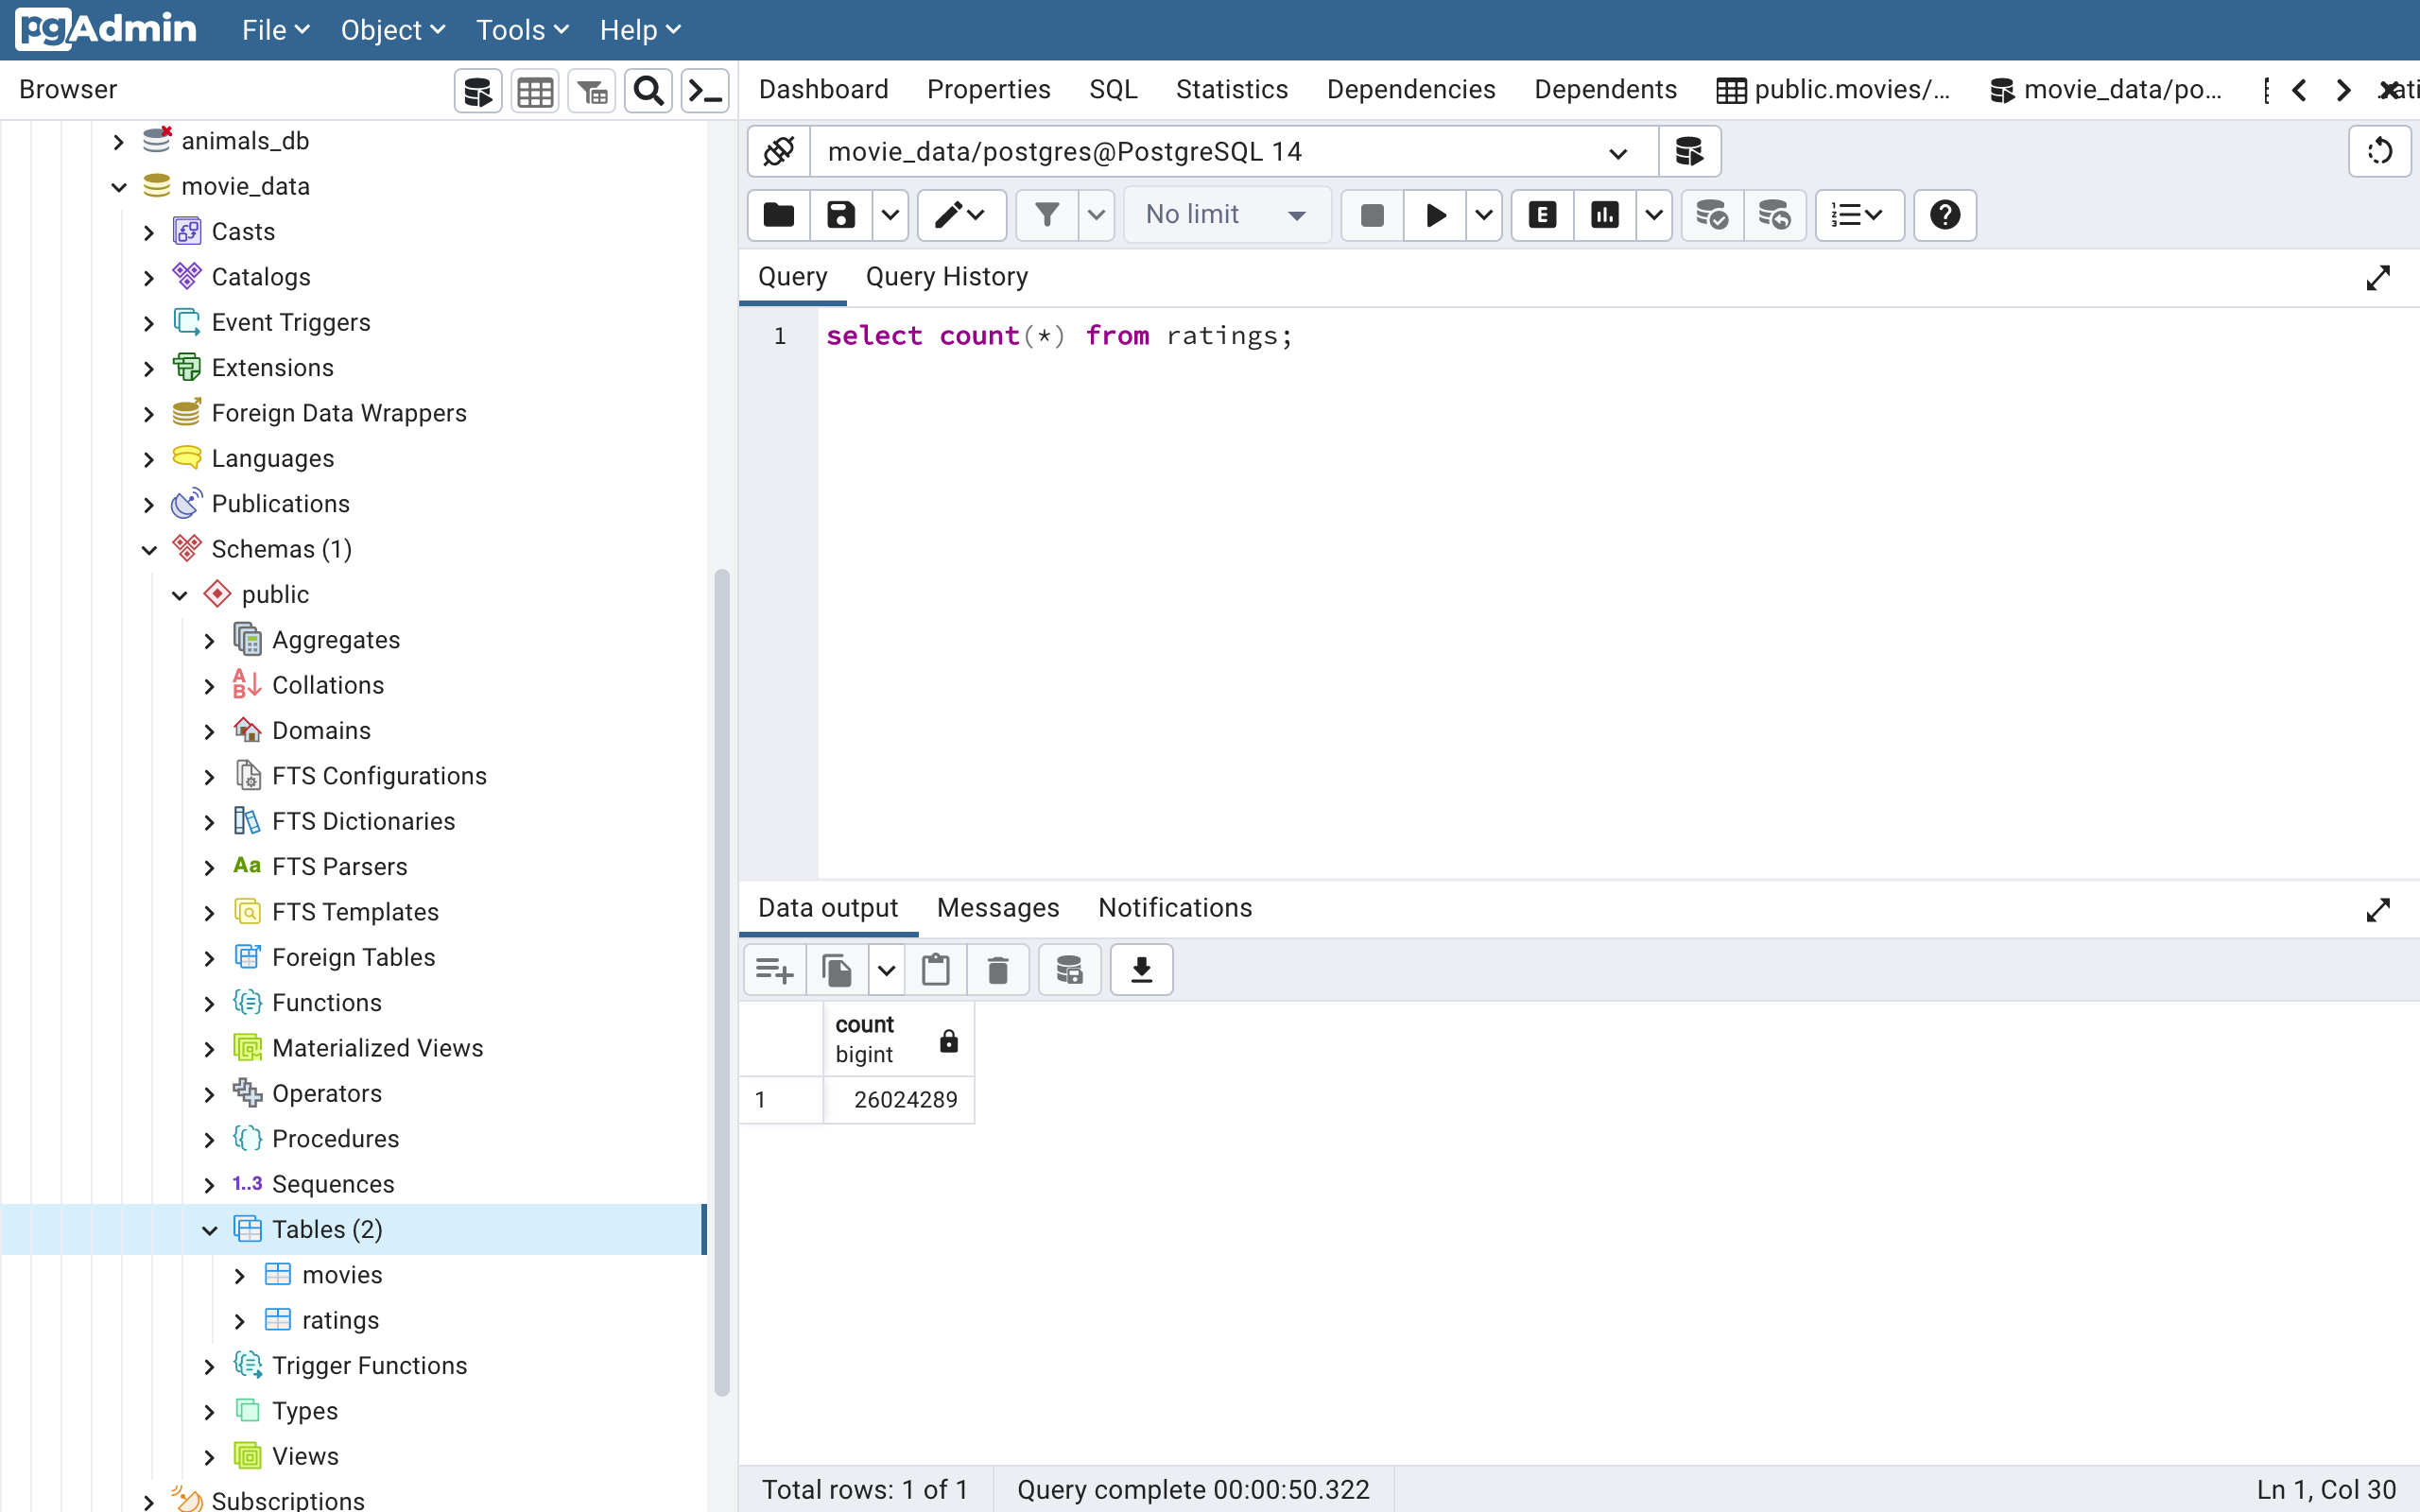 pgAdmin File Object Tools Help
Browser
Dashboard Properties SQL Statistics Dependencies Dependents public.movies/... movie_data/po...
animals_db
movie_data
Casts
Catalogs
Event Triggers
Extensions
Foreign Data Wrappers
Languages
Publications
Schemas (1)
public
Aggregates
Collations
Domains
FTS Configurations
FTS Dictionaries
Aa FTS Parsers
FTS Templates
Foreign Tables
Functions
Materialized Views
Operators
Procedures
1..3 Sequences
Tables (2)
movies
ratings
Trigger Functions
Types
Views
Subscriptions
movie_data/postgres@PostgreSQL 14
No limit
E
Query Query History
1 select count(*) from ratings;
Data output Messages Notifications
count
bigint
1 26024289
Total rows: 1 of 1 Query complete 00:00:50.322 Ln 1, Col 30